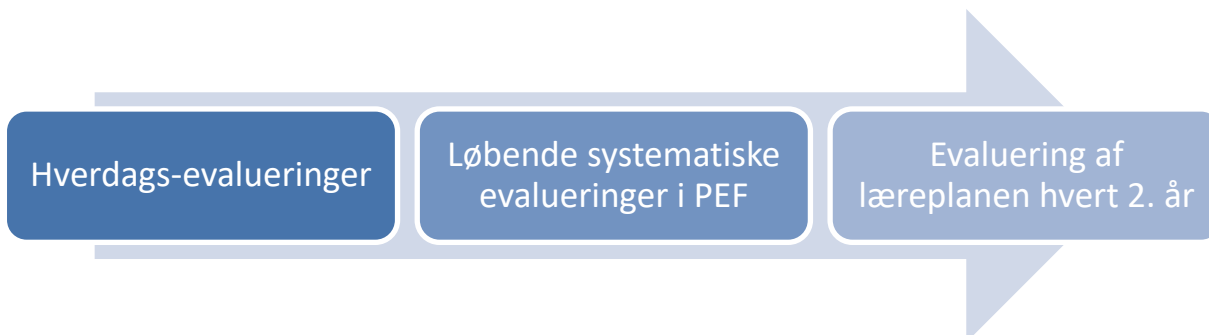 Hverdags-evalueringer
Løbende systematiske
evalueringer i PEF
Evaluering af
læreplanen hvert 2. år